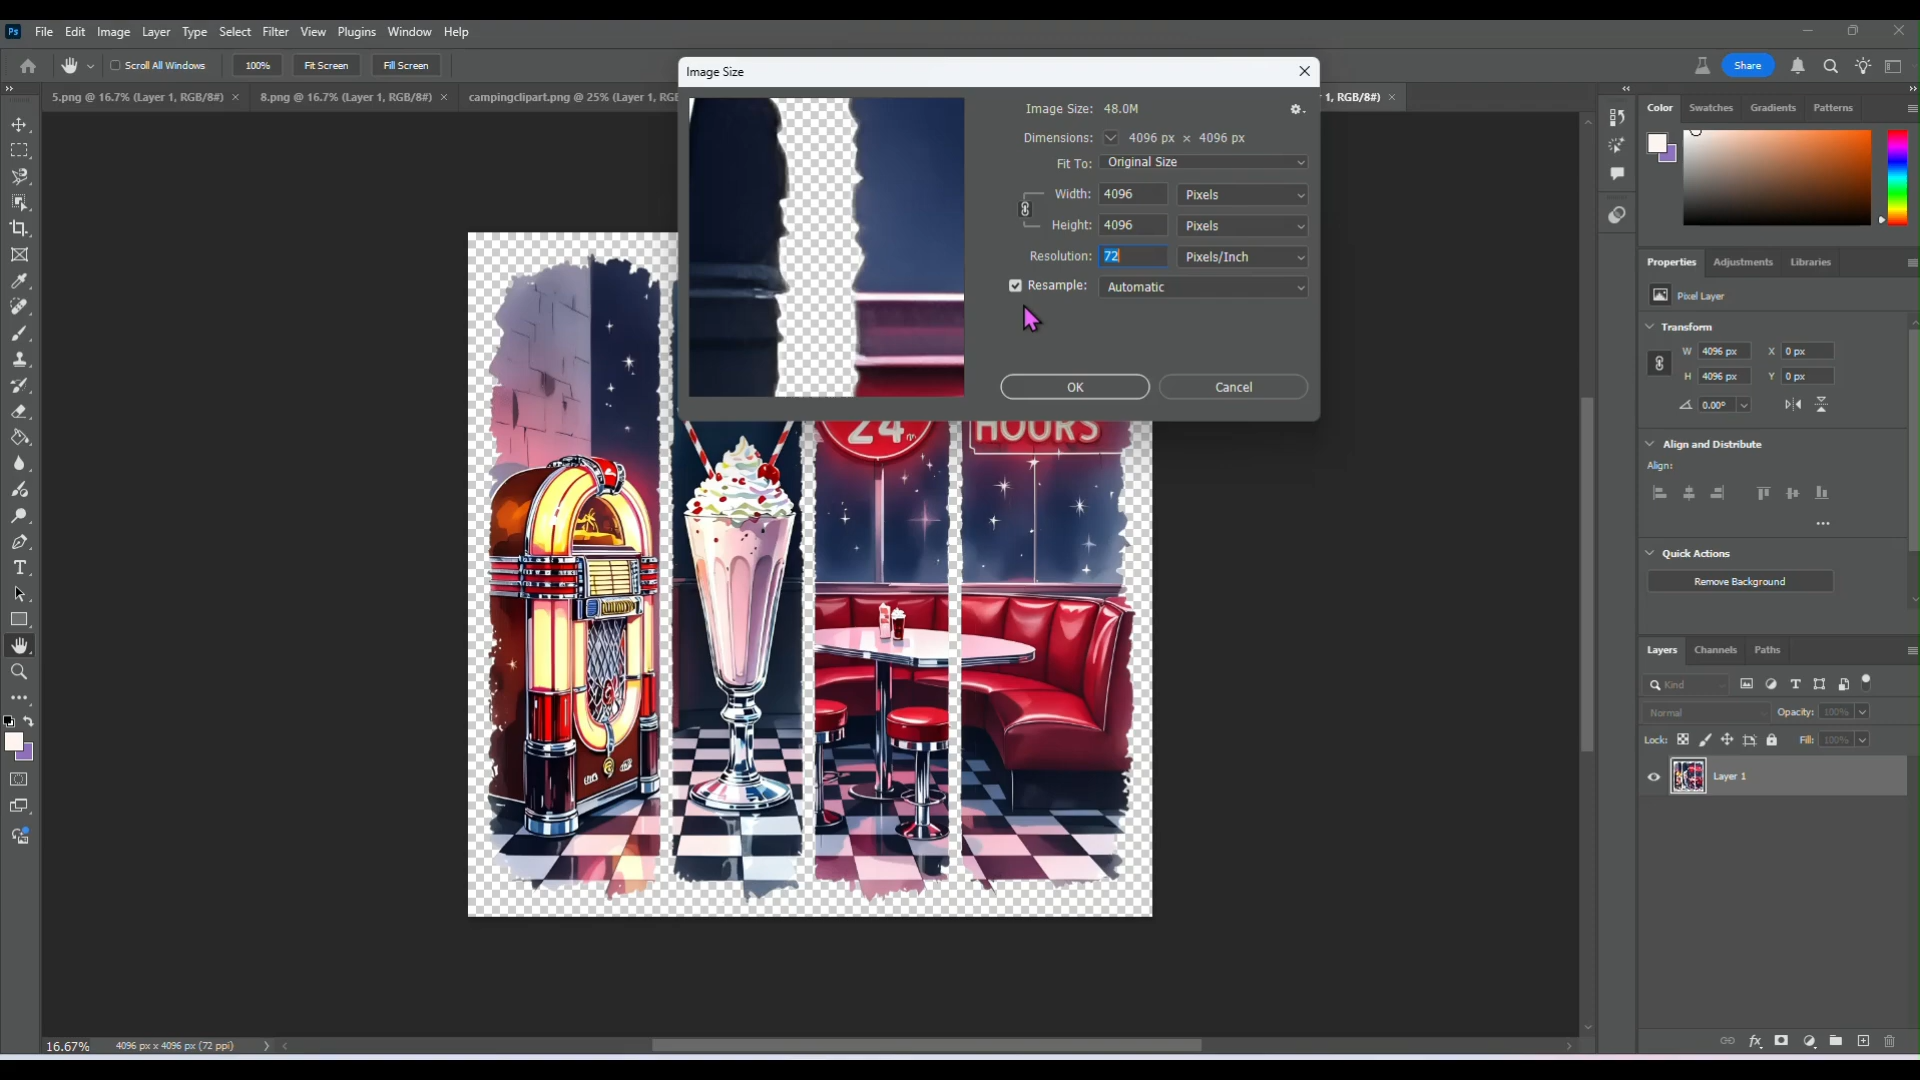 Ps File Edit Image Layer Type Select Filter View Plugins Window Help
Scroll All Windows 100% Fit Screen Fill Screen Share
5.png @ 16.7% (Layer 1, RGB/8#) × 8.png @ 16.7% (Layer 1, RGB/8#) × campingclipart.png @ 25% (Layer 1, RGB 1, RGB/8#) ×
Image Size
Image Size: 48.0M
Dimensions: 4096 px × 4096 px
Fit To: Original Size
Width: 4096 Pixels
Height: 4096 Pixels
Resolution: 72 Pixels/Inch
Resample: Automatic
OK Cancel
24
HOURS
Color Swatches Gradients Patterns
Properties Adjustments Libraries
Pixel Layer
Transform
W 4096 px X 0 px
H 4096 px Y 0 px
0.00°
Align and Distribute
Align:
Quick Actions
Remove Background
Layers Channels Paths
Kind
Normal Opacity: 100%
Lock: Fill: 100%
Layer 1
fx
16.67% 4096 px x 4096 px (72 ppi)